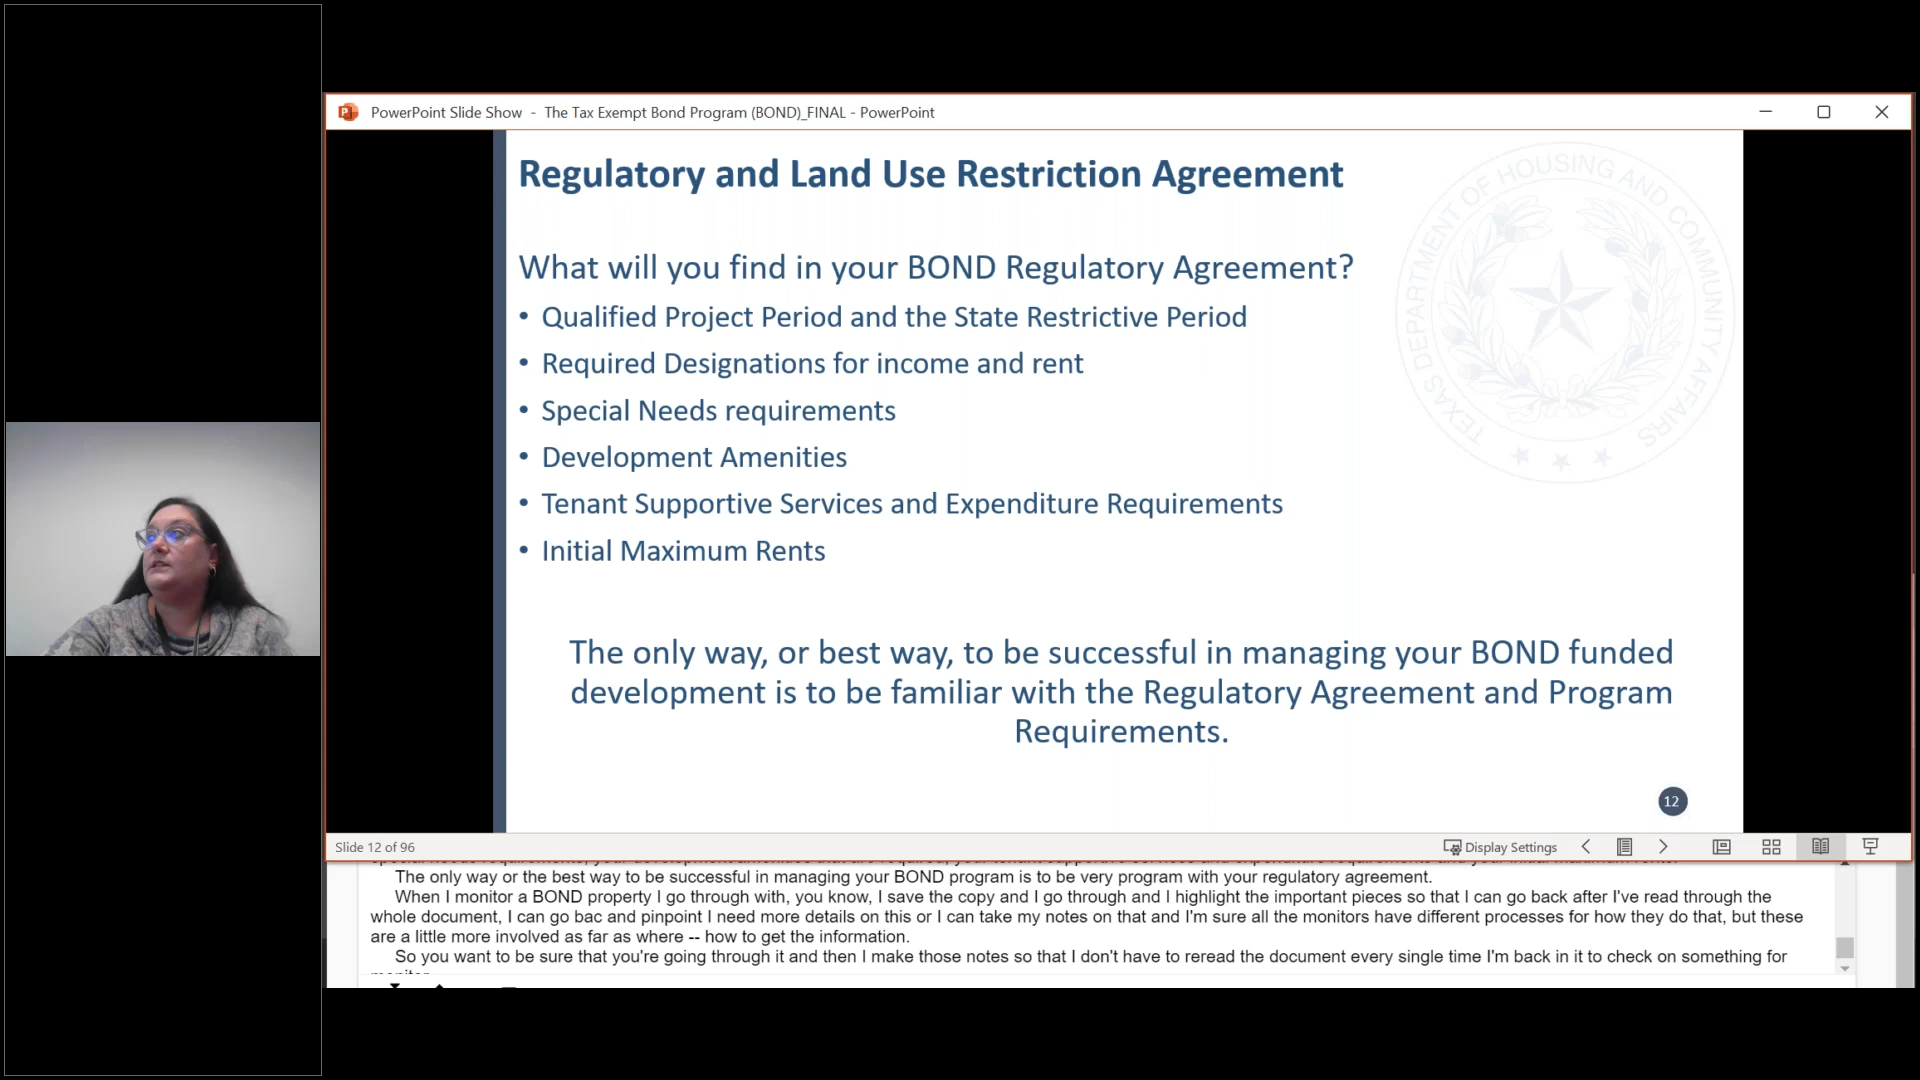 PowerPoint Slide Show - The Tax Exempt Bond Program (BOND)_FINAL - PowerPoint
Regulatory and Land Use Restriction Agreement
TEXAS DEPARTMENT OF HOUSING AND COMMUNITY AFFAIRS
What will you find in your BOND Regulatory Agreement?
• Qualified Project Period and the State Restrictive Period
• Required Designations for income and rent
• Special Needs requirements
• Development Amenities
• Tenant Supportive Services and Expenditure Requirements
• Initial Maximum Rents
The only way, or best way, to be successful in managing your BOND funded
development is to be familiar with the Regulatory Agreement and Program
Requirements.
12
Slide 12 of 96
Display Settings
The only way or the best way to be successful in managing your BOND program is to be very program with your regulatory agreement.
When I monitor a BOND property I go through with, you know, I save the copy and I go through and I highlight the important pieces so that I can go back after I've read through the
whole document, I can go bac and pinpoint I need more details on this or I can take my notes on that and I'm sure all the monitors have different processes for how they do that, but these
are a little more involved as far as where -- how to get the information.
So you want to be sure that you're going through it and then I make those notes so that I don't have to reread the document every single time I'm back in it to check on something for